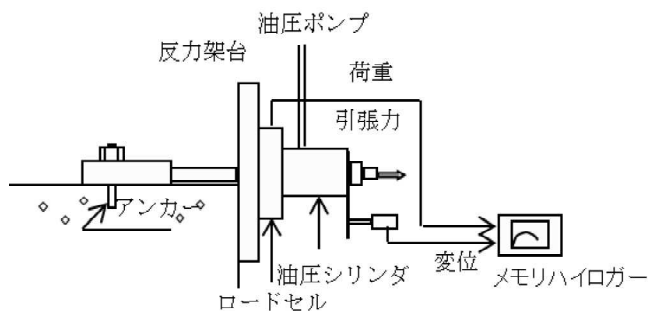 油圧ポンプ
反力架台
荷重
引張力
アンカー
変位
油圧シリンダ
メモリハイロガー
ロードセル